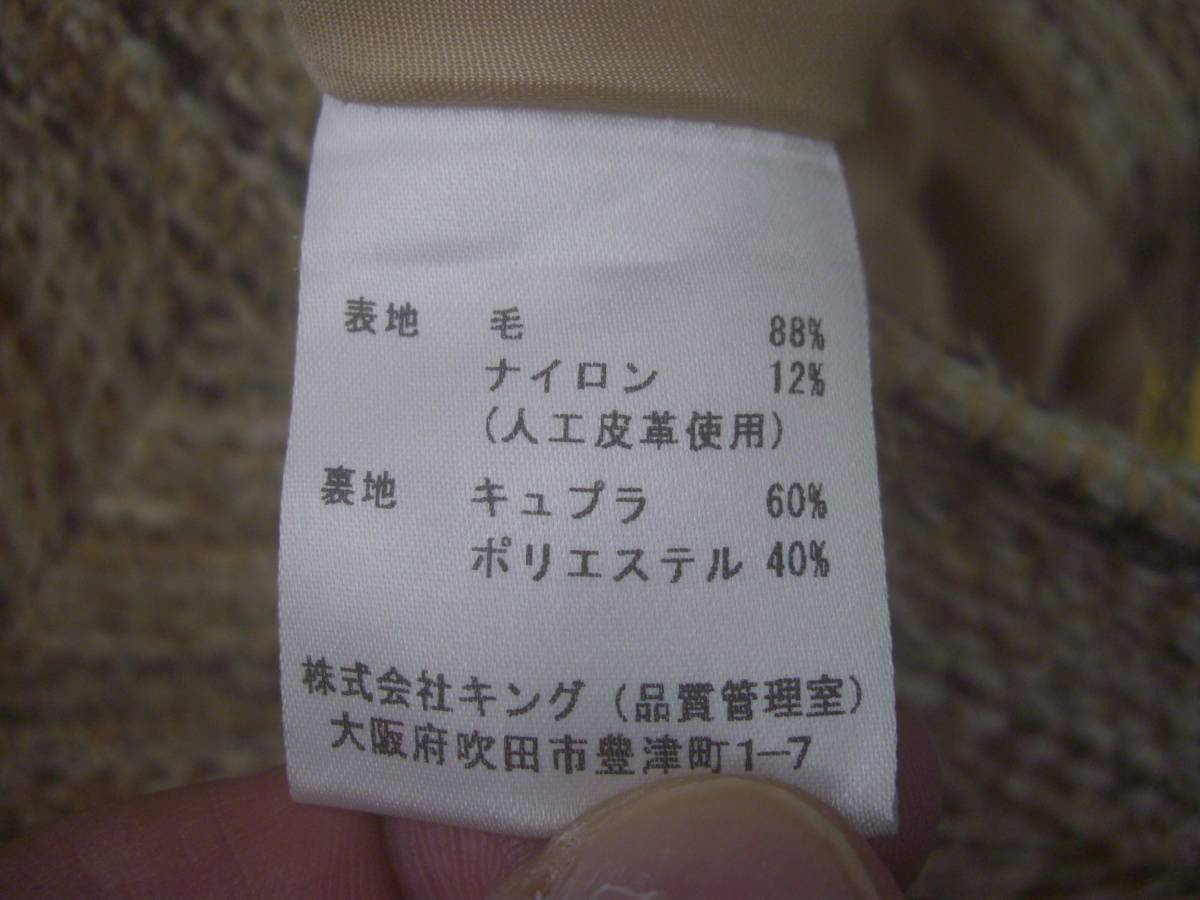 表地 毛 88%
ナイロン 12%
(人工皮革使用)
裏地 キュプラ 60%
ポリエステル 40%
株式会社キング(品質管理室)
大阪府吹田市豊津町1-7